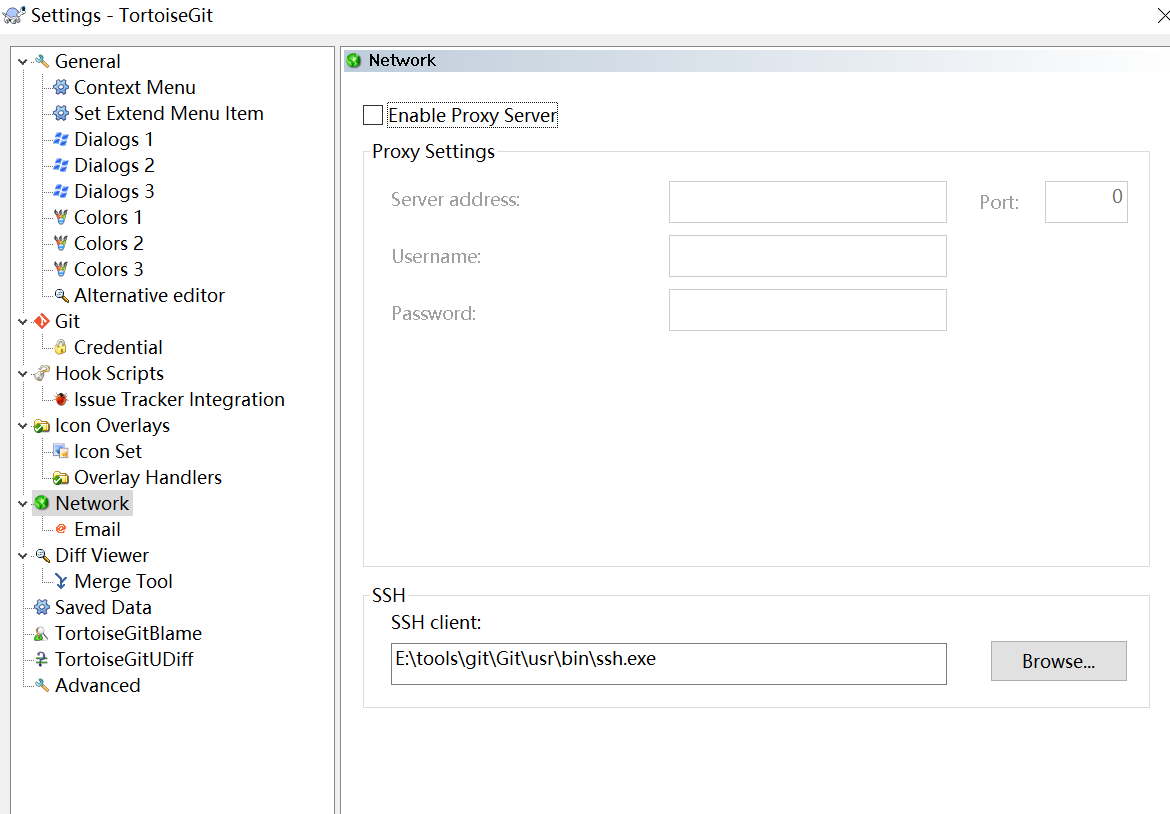 Settings - TortoiseGit
General
Context Menu
Set Extend Menu Item
Dialogs 1
Dialogs 2
Dialogs 3
Colors 1
Colors 2
Colors 3
Alternative editor
Git
Credential
Hook Scripts
Issue Tracker Integration
Icon Overlays
Icon Set
Overlay Handlers
Network
Email
Diff Viewer
Merge Tool
Saved Data
TortoiseGitBlame
TortoiseGitUDiff
Advanced
Network
Enable Proxy Server
Proxy Settings
Server address:
Port: 0
Username:
Password:
SSH
SSH client:
E:\tools\git\Git\usr\bin\ssh.exe
Browse...